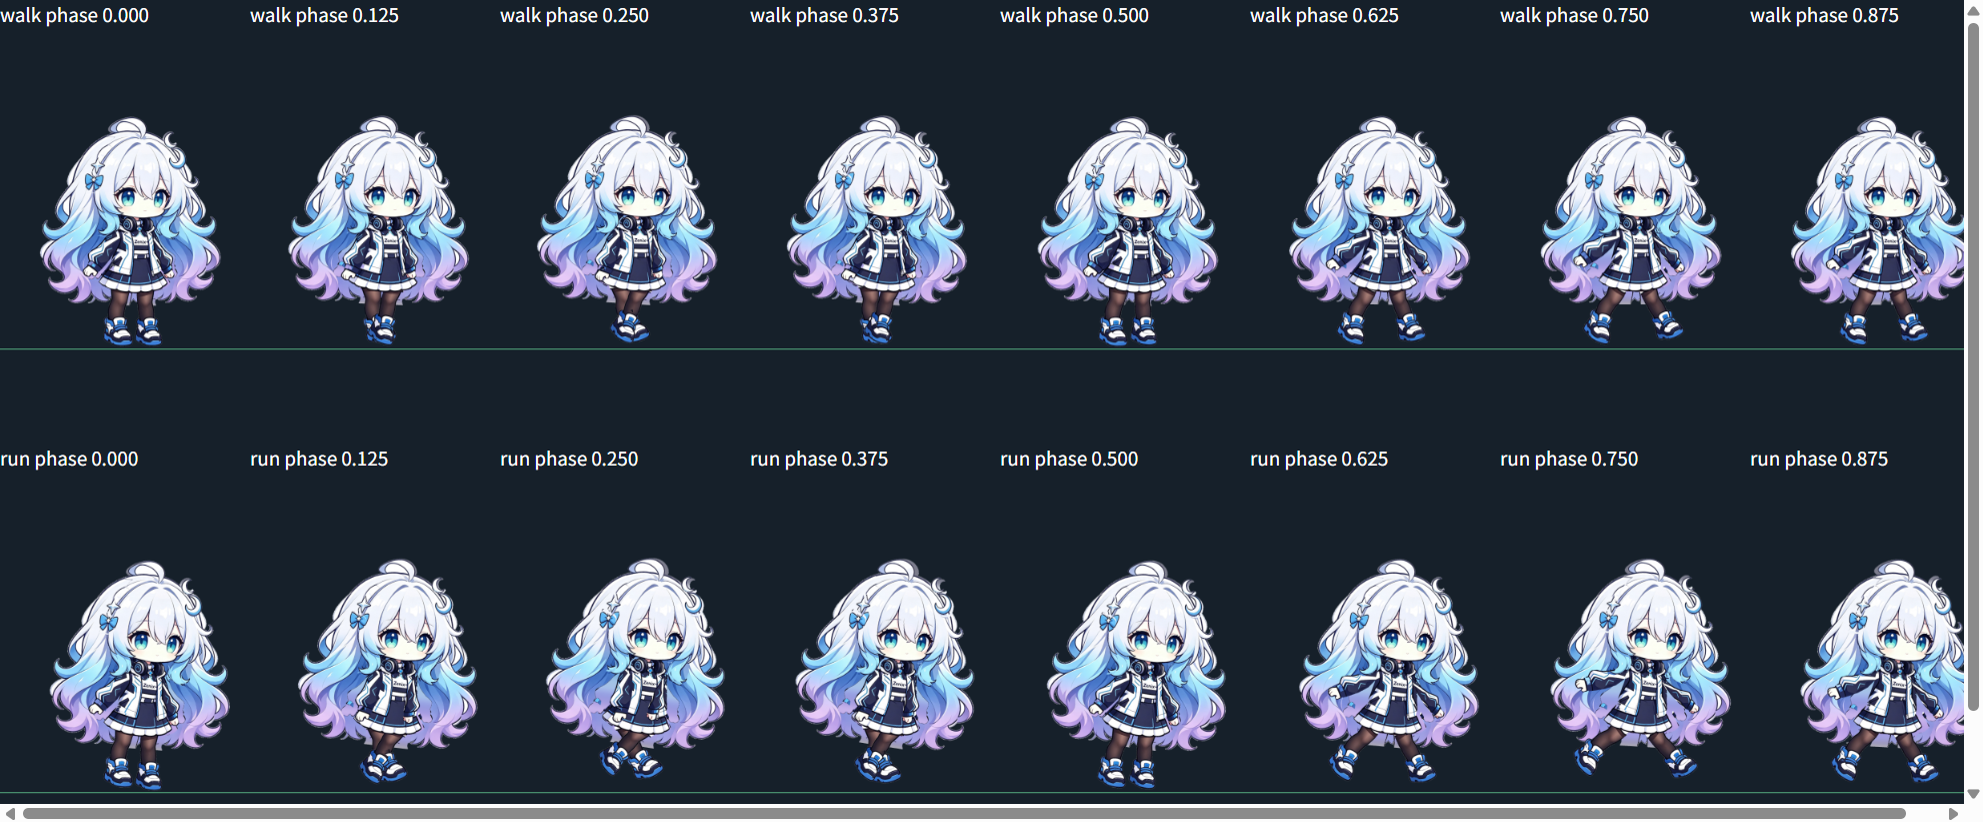 walk phase 0.000
walk phase 0.125
walk phase 0.250
walk phase 0.375
walk phase 0.500
walk phase 0.625
walk phase 0.750
walk phase 0.875
run phase 0.000
run phase 0.125
run phase 0.250
run phase 0.375
run phase 0.500
run phase 0.625
run phase 0.750
run phase 0.875